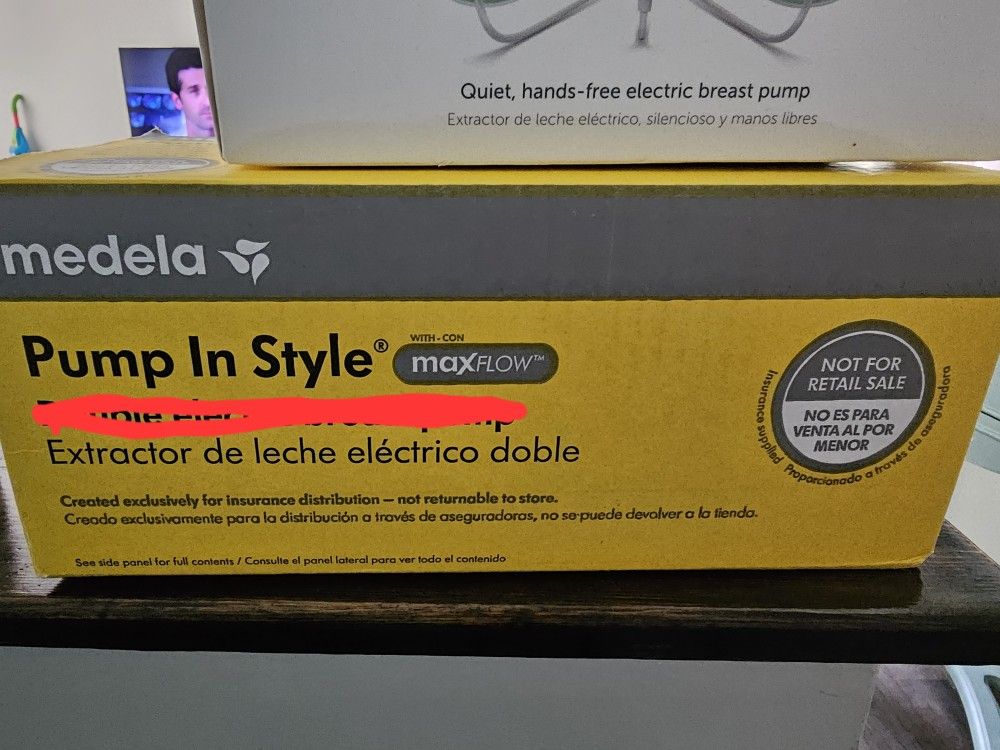 Quiet, hands-free electric breast pump
Extractor de leche eléctrico, silencioso y manos libres
medela
Pump In Style®
WITH - CON
maxFLOW™
Extractor de leche eléctrico doble
NOT FOR
RETAIL SALE
NO ES PARA
VENTA AL POR
MENOR
Insurance supplied
Proporcionado a través de aseguradora
Created exclusively for insurance distribution – not returnable to store.
Creado exclusivamente para la distribución a través de aseguradoras, no se puede devolver a la tienda.
See side panel for full contents / Consulte el panel lateral para ver todo el contenido